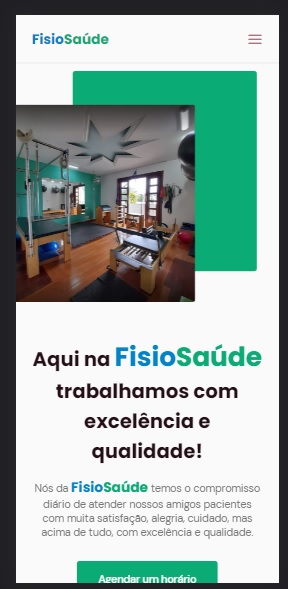 FisioSaúde
Aqui na FisioSaúde
trabalhamos com
excelência e
qualidade!
Nós da FisioSaúde temos o compromisso
diário de atender nossos amigos pacientes
com muita satisfação, alegria, cuidado, mas
acima de tudo, com excelência e qualidade.
Agendar um horário